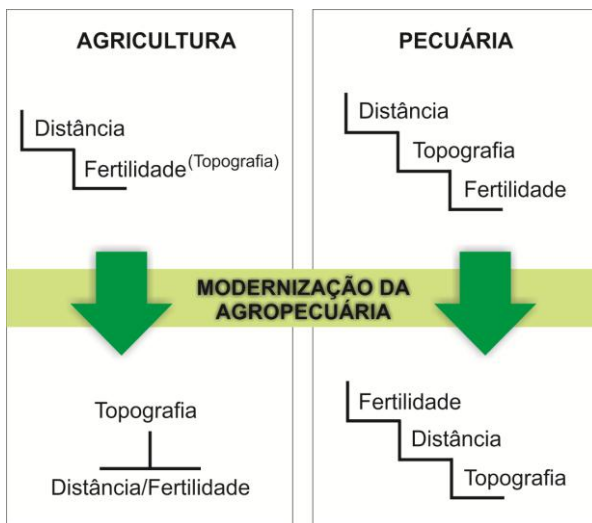 AGRICULTURA
Distância
Fertilidade(Topografia)
PECUÁRIA
Distância
Topografia
Fertilidade
MODERNIZAÇÃO DA
AGROPECUÁRIA
Topografia
Distância/Fertilidade
Fertilidade
Distância
Topografia